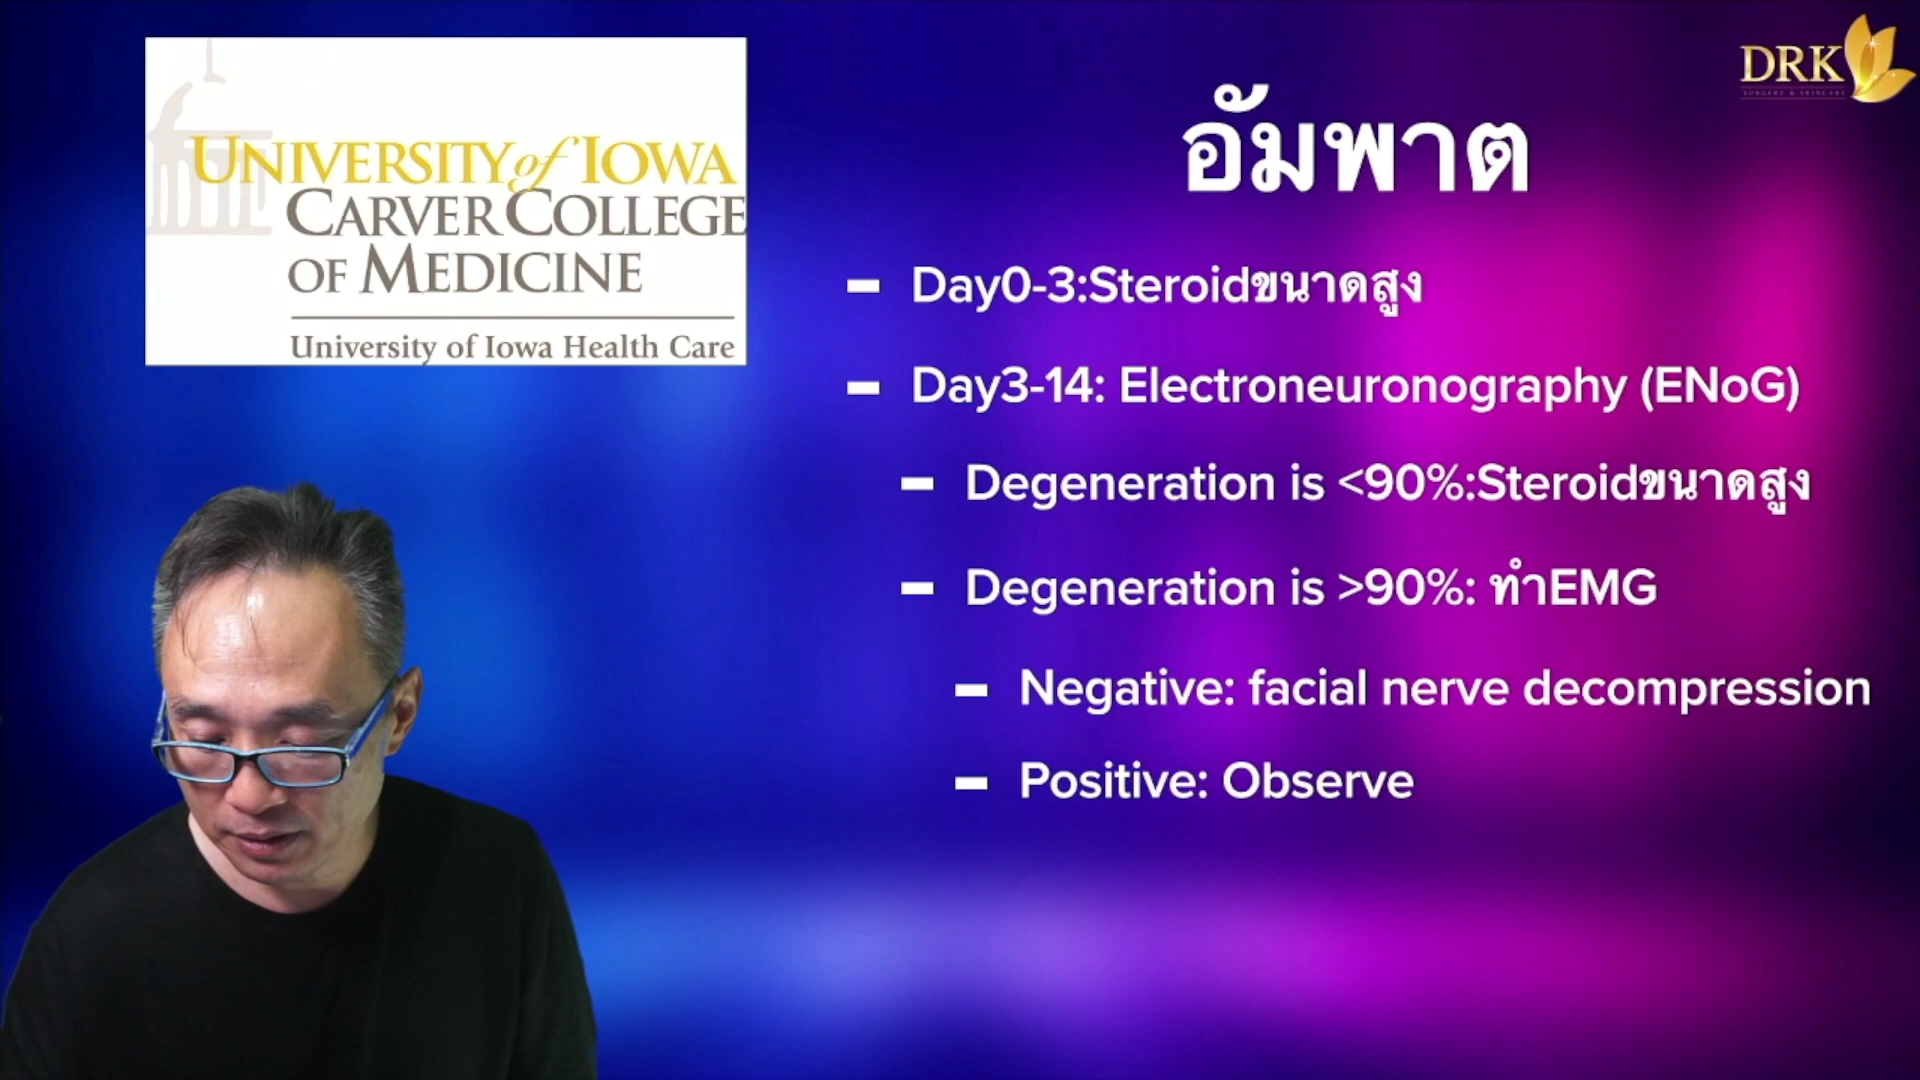 UNIVERSITY of IOWA
CARVER COLLEGE
OF MEDICINE
University of Iowa Health Care
DRK
SURGERY & SKINCARE
อัมพาต
- Day0-3:Steroidขนาดสูง
- Day3-14: Electroneuronography (ENoG)
- Degeneration is <90%:Steroidขนาดสูง
- Degeneration is >90%: ทำEMG
- Negative: facial nerve decompression
- Positive: Observe